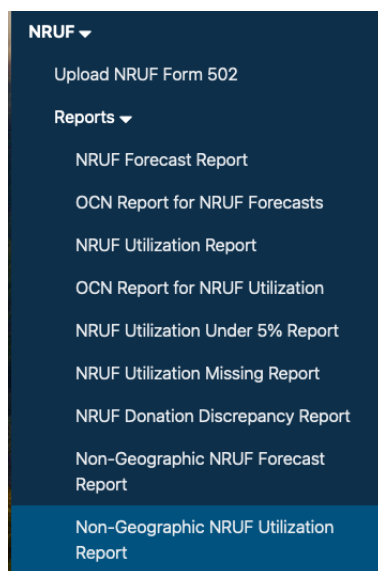 NRUF
Upload NRUF Form 502
Reports
NRUF Forecast Report
OCN Report for NRUF Forecasts
NRUF Utilization Report
OCN Report for NRUF Utilization
NRUF Utilization Under 5% Report
NRUF Utilization Missing Report
NRUF Donation Discrepancy Report
Non-Geographic NRUF Forecast
Report
Non-Geographic NRUF Utilization
Report